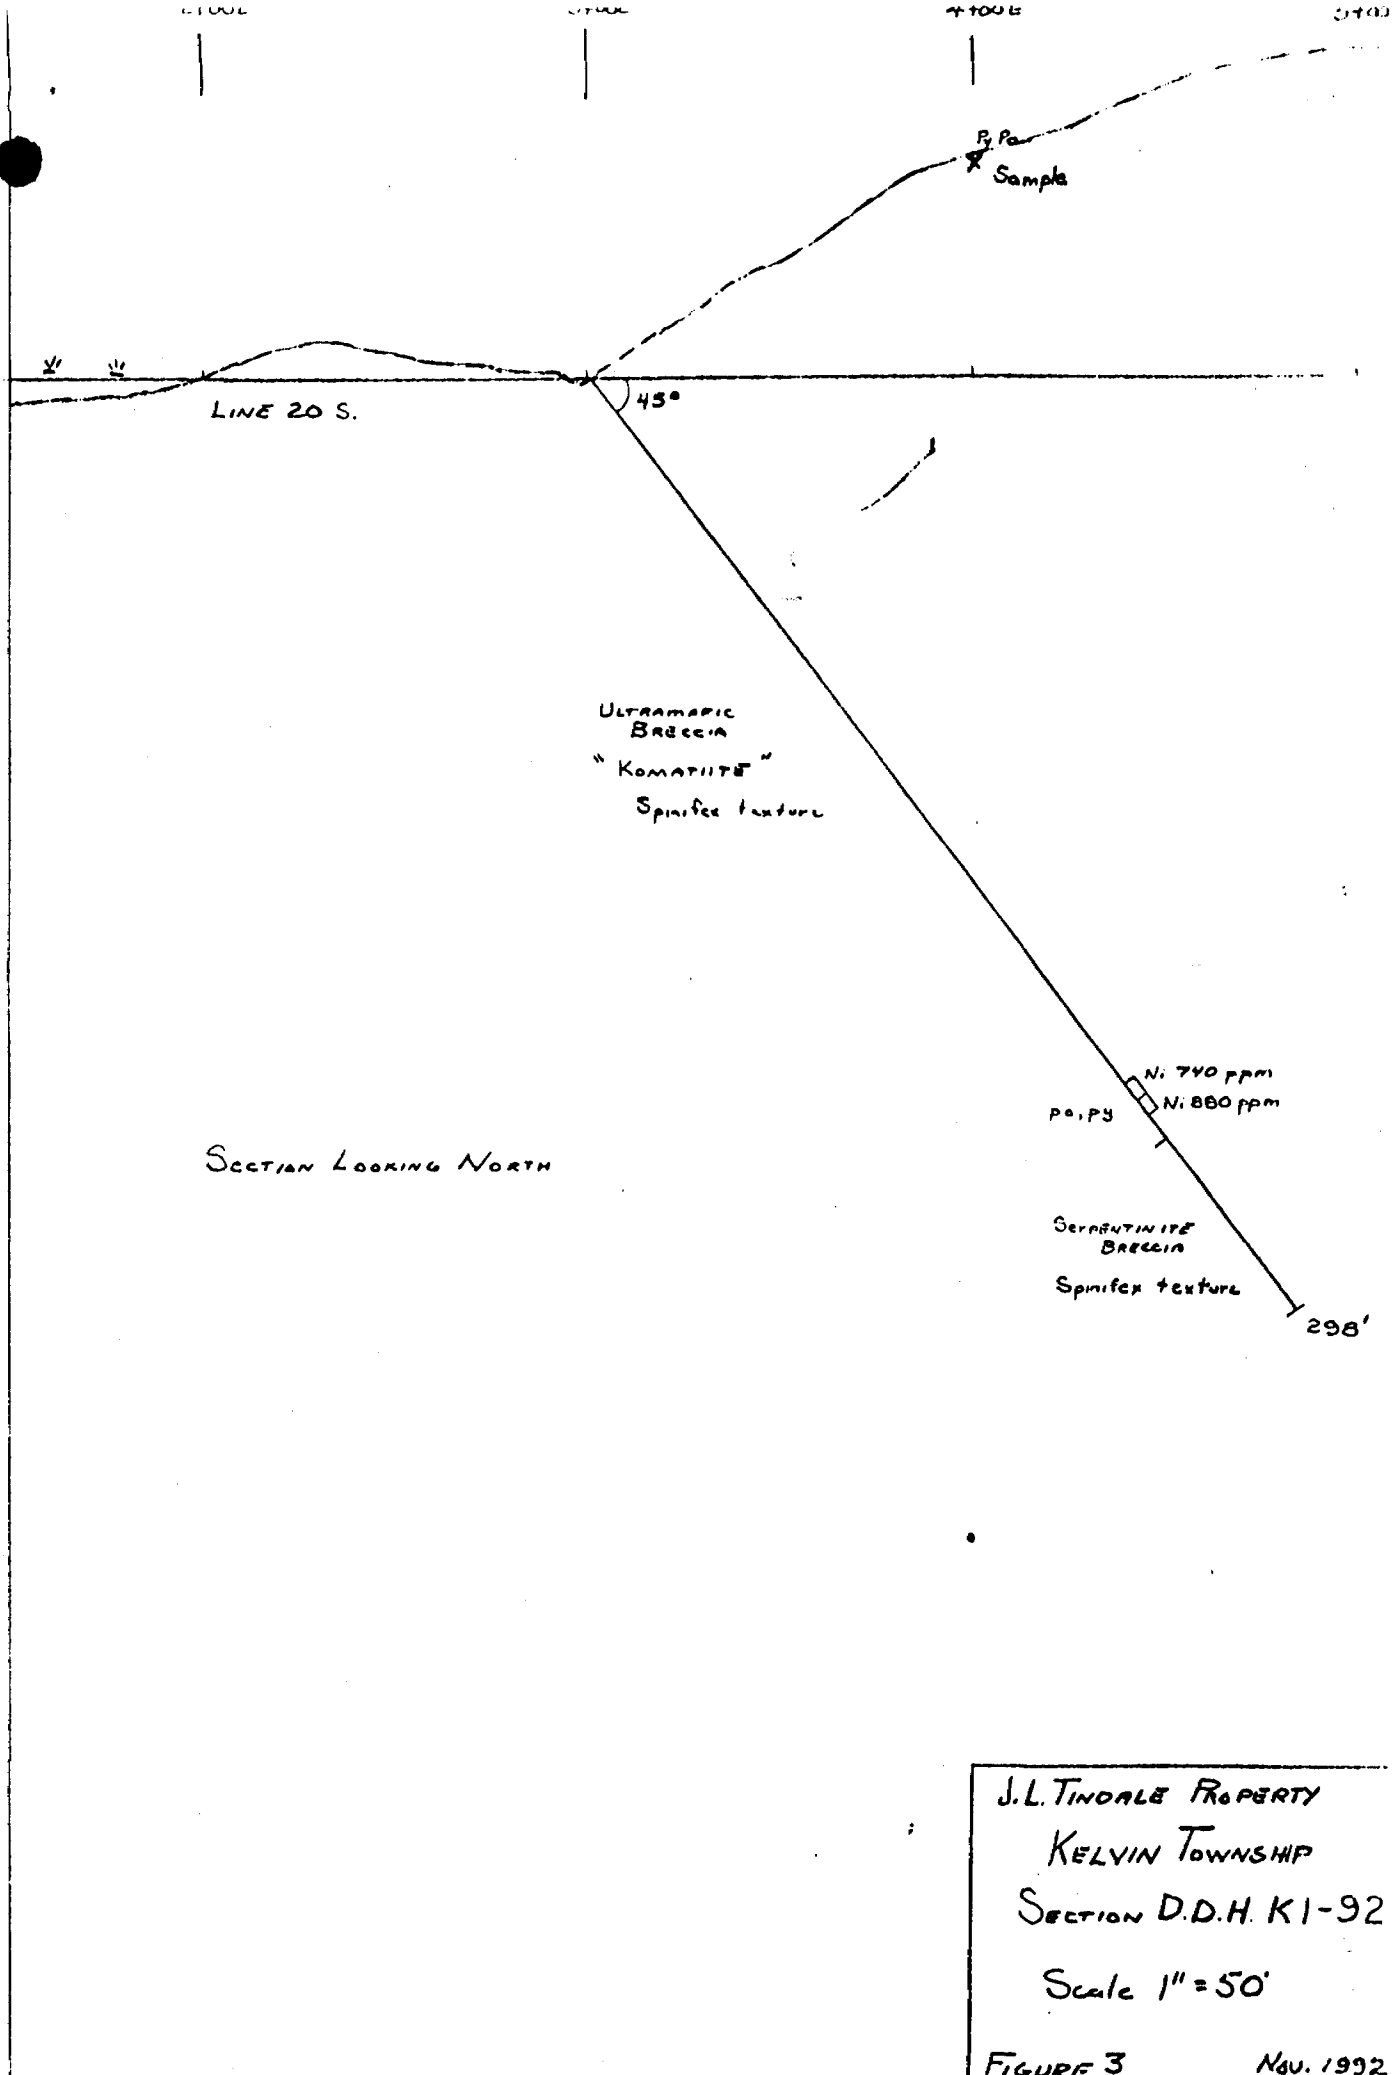 4+00E
Py Po
Sample
LINE 20 S.
45°
ULTRAMAFIC
BRECCIA
"KOMATIITE"
Spinifex texture
Ni 740 ppm
Ni 880 ppm
po, py
SECTION LOOKING NORTH
SERPENTINITE
BRECCIA
Spinifex texture
298'
J.L. TINDALE PROPERTY
KELVIN TOWNSHIP
SECTION D.D.H. K1-92
Scale 1" = 50'
FIGURE 3 NOV. 1992